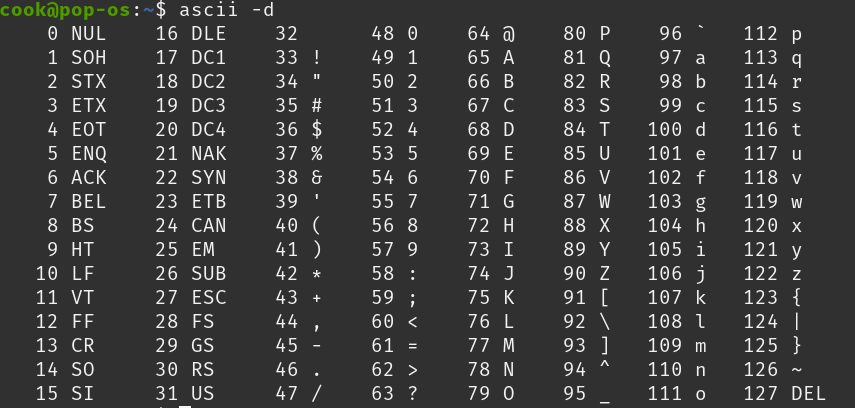 cook@pop-os:~$ ascii -d
0 NUL 16 DLE 32 48 0 64 @ 80 P 96 ` 112 p
1 SOH 17 DC1 33 ! 49 1 65 A 81 Q 97 a 113 q
2 STX 18 DC2 34 " 50 2 66 B 82 R 98 b 114 r
3 ETX 19 DC3 35 # 51 3 67 C 83 S 99 c 115 s
4 EOT 20 DC4 36 $ 52 4 68 D 84 T 100 d 116 t
5 ENQ 21 NAK 37 % 53 5 69 E 85 U 101 e 117 u
6 ACK 22 SYN 38 & 54 6 70 F 86 V 102 f 118 v
7 BEL 23 ETB 39 ' 55 7 71 G 87 W 103 g 119 w
8 BS 24 CAN 40 ( 56 8 72 H 88 X 104 h 120 x
9 HT 25 EM 41 ) 57 9 73 I 89 Y 105 i 121 y
10 LF 26 SUB 42 * 58 : 74 J 90 Z 106 j 122 z
11 VT 27 ESC 43 + 59 ; 75 K 91 [ 107 k 123 {
12 FF 28 FS 44 , 60 < 76 L 92 \ 108 l 124 |
13 CR 29 GS 45 - 61 = 77 M 93 ] 109 m 125 }
14 SO 30 RS 46 . 62 > 78 N 94 ^ 110 n 126 ~
15 SI 31 US 47 / 63 ? 79 O 95 _ 111 o 127 DEL